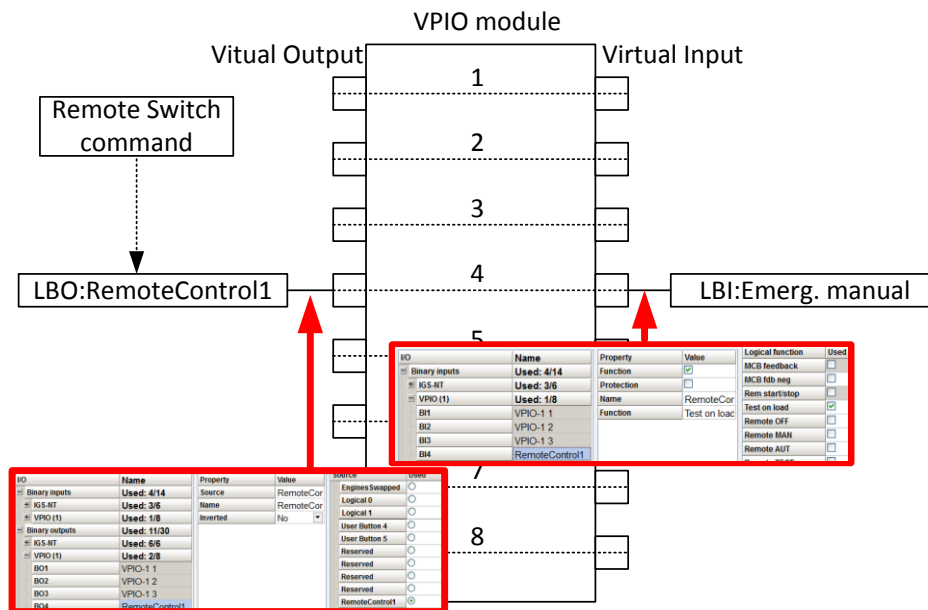 VPIO module
Vitual Output
Virtual Input
1
Remote Switch
command
2
3
4
LBO:RemoteControl1
LBI:Emerg. manual
5
I/O Name Property Value Logical function Used
Binary inputs Used: 4/14 Function MCB feedback
IGS-NT Used: 3/6 Protection MCB fdb neg
VPIO (1) Used: 1/8 Name RemoteCor Rem start/stop
BI1 VPIO-1 1 Function Test on load Test on load
BI2 VPIO-1 2 Remote OFF
BI3 VPIO-1 3 Remote MAN
BI4 RemoteControl1 Remote AUT
7
I/O Name Property Value Source Used
Binary inputs Used: 4/14 Source RemoteCor EnginesSwapped
IGS-NT Used: 3/6 Name RemoteCor Logical 0
VPIO (1) Used: 1/8 Inverted No Logical 1
Binary outputs Used: 11/30 User Button 4
IGS-NT Used: 6/6 User Button 5
VPIO (1) Used: 2/8 Reserved
BO1 VPIO-1 1 Reserved
BO2 VPIO-1 2 Reserved
BO3 VPIO-1 3 Reserved
BO4 RemoteControl1 RemoteControl1
8